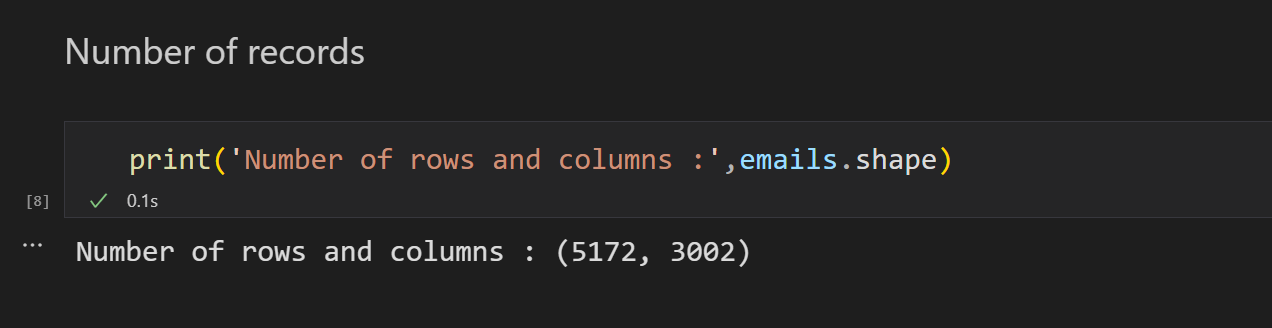 Number of records
print('Number of rows and columns :',emails.shape)
[8]
0.1s
Number of rows and columns : (5172, 3002)